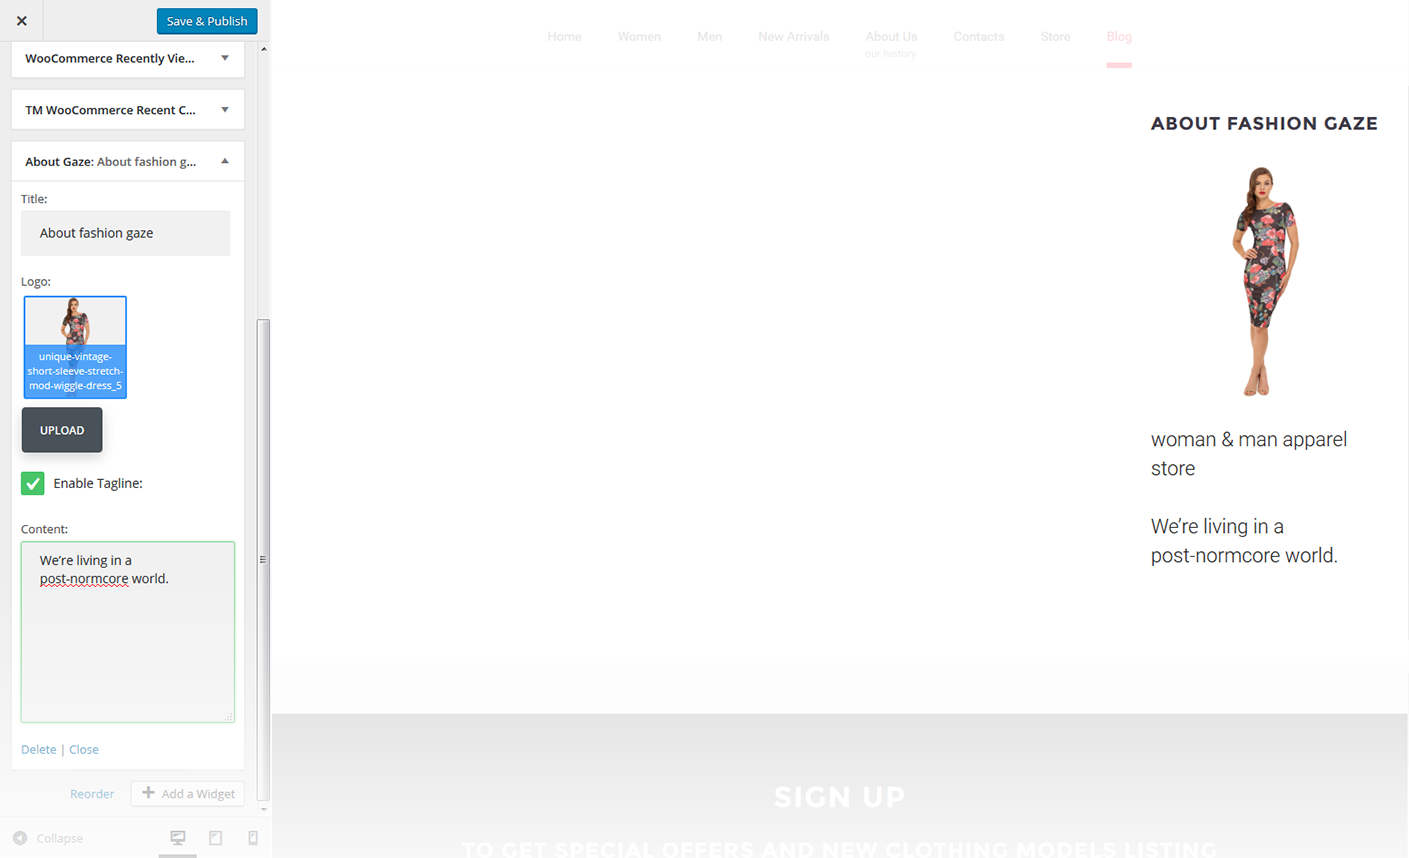 Save & Publish
WooCommerce Recently Vie...
TM WooCommerce Recent C...
About Gaze: About fashion g...
Title:
About fashion gaze
Logo:
unique-vintage-
short-sleeve-stretch-
mod-wiggle-dress_5
UPLOAD
Enable Tagline:
Content:
We’re living in a
post-normcore world.
Delete | Close
Reorder
Add a Widget
Collapse
Home Women Men New Arrivals About Us Contacts Store Blog
our history
ABOUT FASHION GAZE
woman & man apparel
store
We’re living in a
post-normcore world.
SIGN UP
TO GET SPECIAL OFFERS AND NEW CLOTHING MODELS LISTING